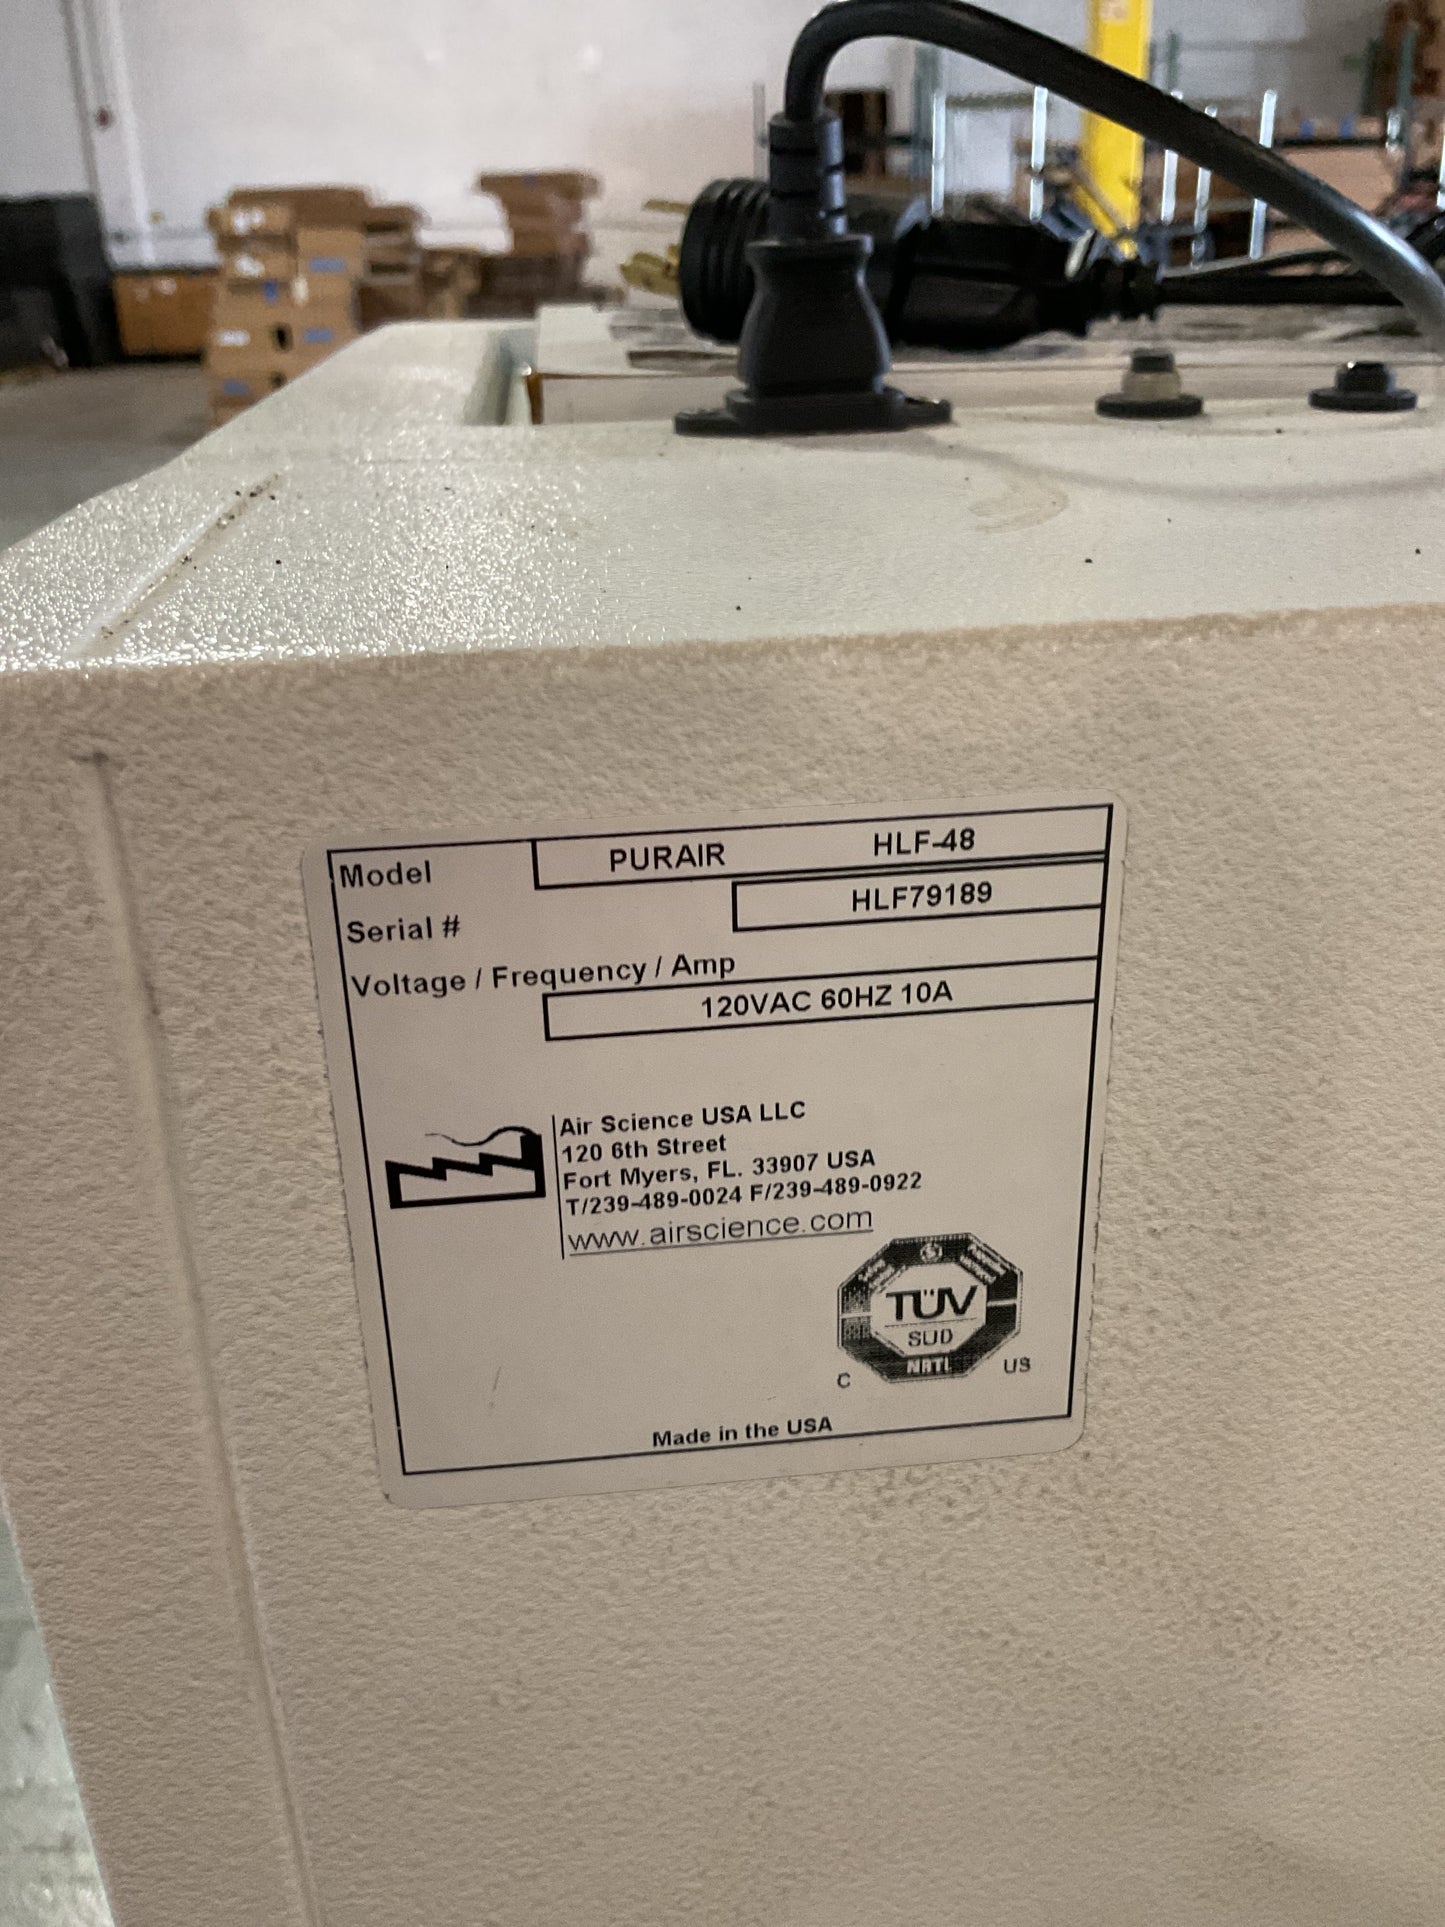 Model PURAIR HLF-48
Serial # HLF79189
Voltage / Frequency / Amp
120VAC 60HZ 10A
Air Science USA LLC
120 6th Street
Fort Myers, FL. 33907 USA
T/239-489-0024 F/239-489-0922
www.airscience.com
TÜV
SUD
NRTL
C US
Made in the USA